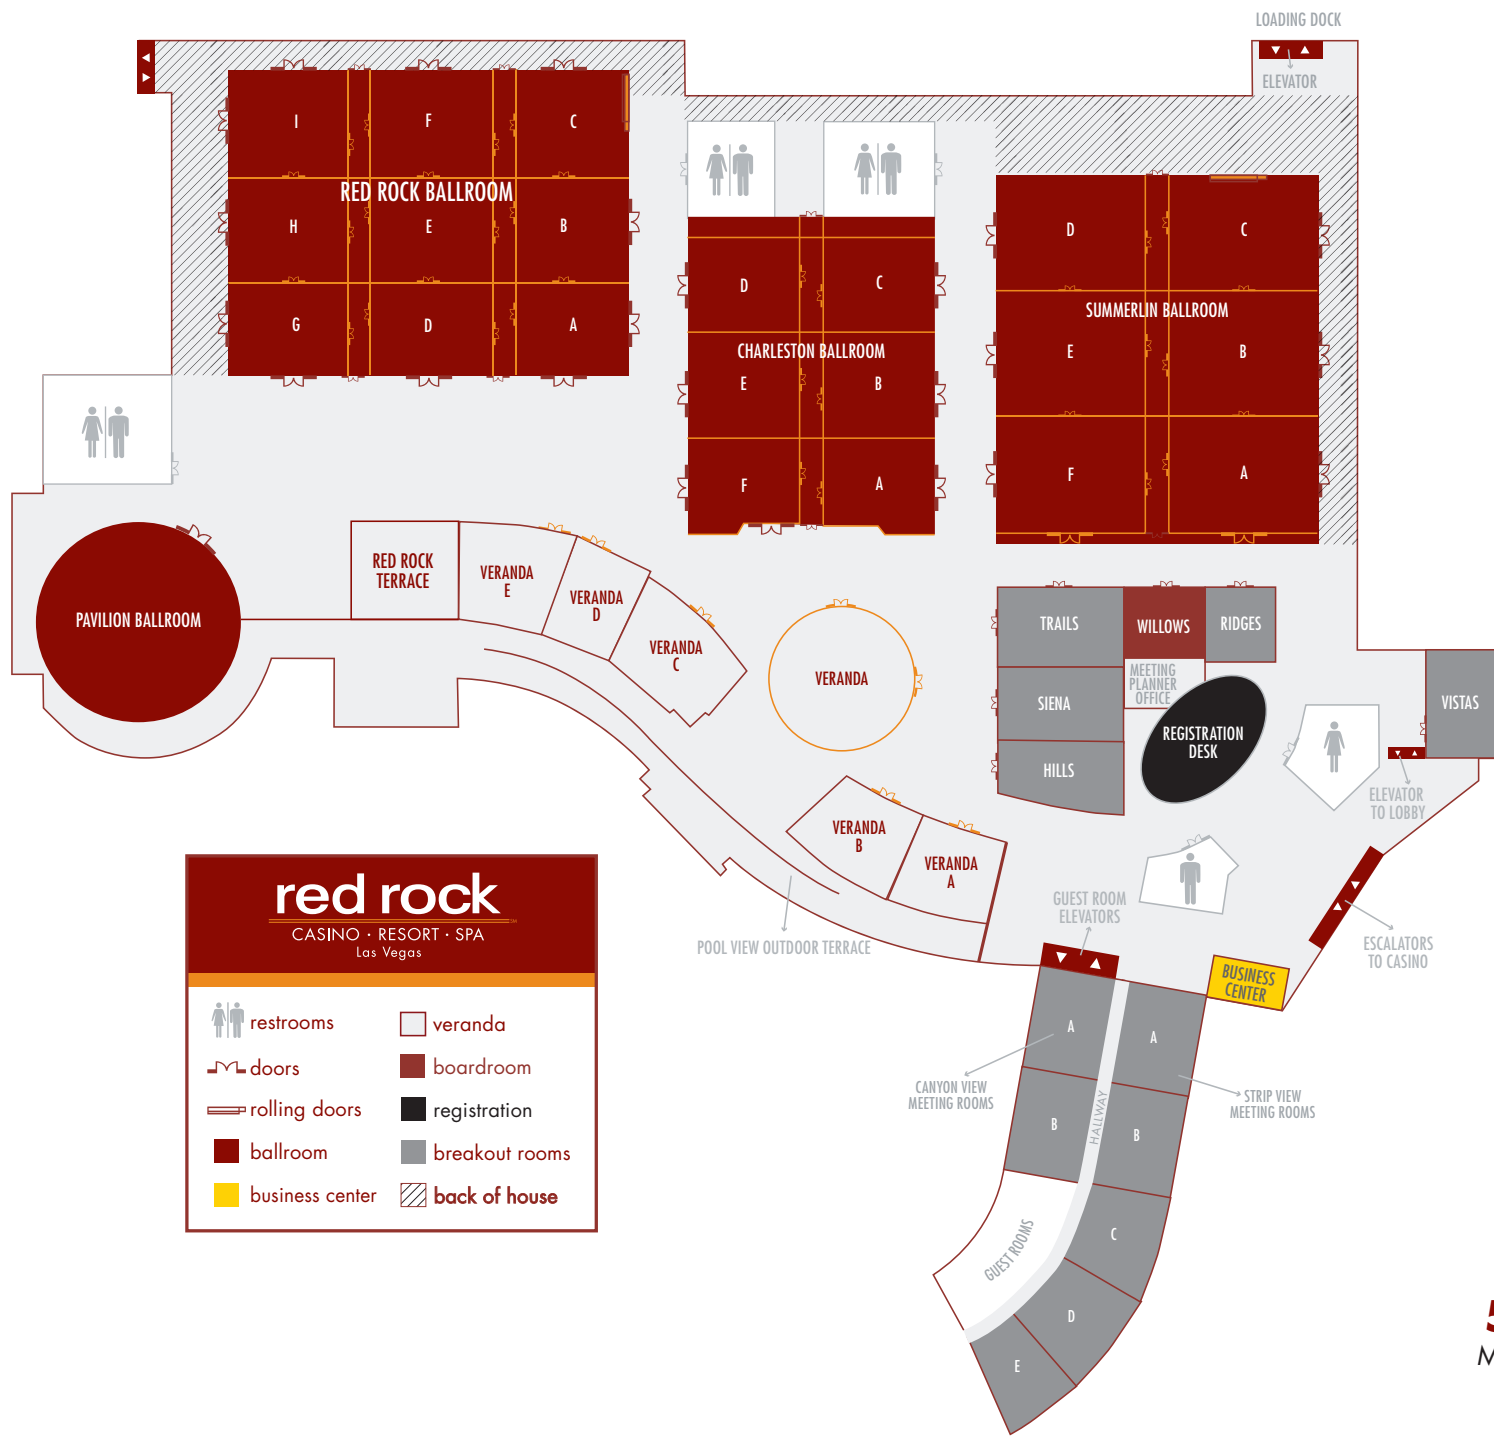 LOADING DOCK
ELEVATOR
I
F
C
RED ROCK BALLROOM
H
E
B
G
D
A
D
C
CHARLESTON BALLROOM
E
B
F
A
D
C
SUMMERLIN BALLROOM
E
B
F
A
PAVILION BALLROOM
RED ROCK
TERRACE
VERANDA
E
VERANDA
D
VERANDA
C
VERANDA
VERANDA
B
VERANDA
A
TRAILS
WILLOWS
RIDGES
MEETING
PLANNER
OFFICE
SIENA
HILLS
REGISTRATION
DESK
VISTAS
ELEVATOR
TO LOBBY
ESCALATORS
TO CASINO
GUEST ROOM
ELEVATORS
POOL VIEW OUTDOOR TERRACE
BUSINESS
CENTER
A
A
CANYON VIEW
MEETING ROOMS
STRIP VIEW
MEETING ROOMS
B
HALLWAY
B
C
GUEST ROOMS
D
E
red rock
CASINO · RESORT · SPA
Las Vegas
restrooms
veranda
doors
boardroom
rolling doors
registration
ballroom
breakout rooms
business center
back of house
M